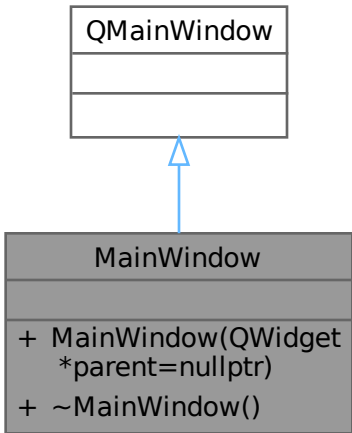 QMainWindow
MainWindow
+ MainWindow(QWidget
*parent=nullptr)
+ ~MainWindow()